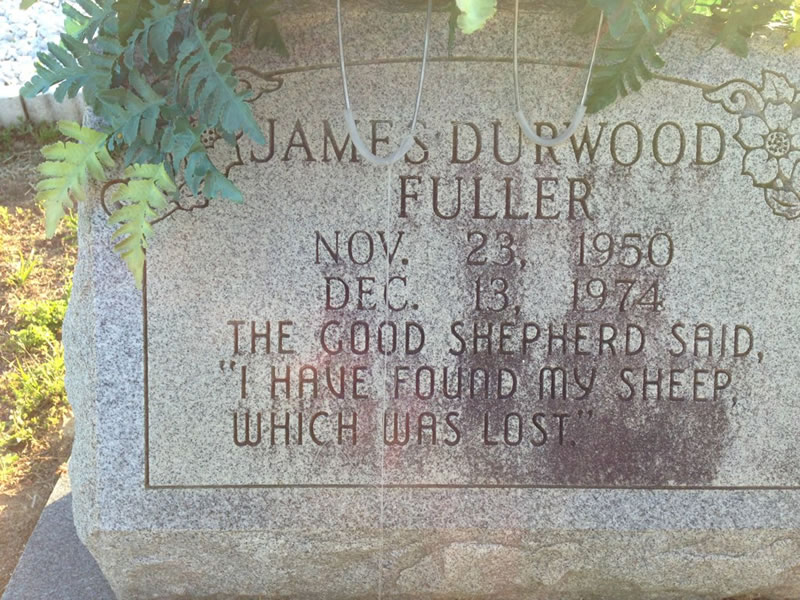 JAMES DURWOOD
FULLER
NOV. 23, 1950
DEC. 13, 1974
THE GOOD SHEPHERD SAID,
"I HAVE FOUND MY SHEEP,
WHICH WAS LOST."